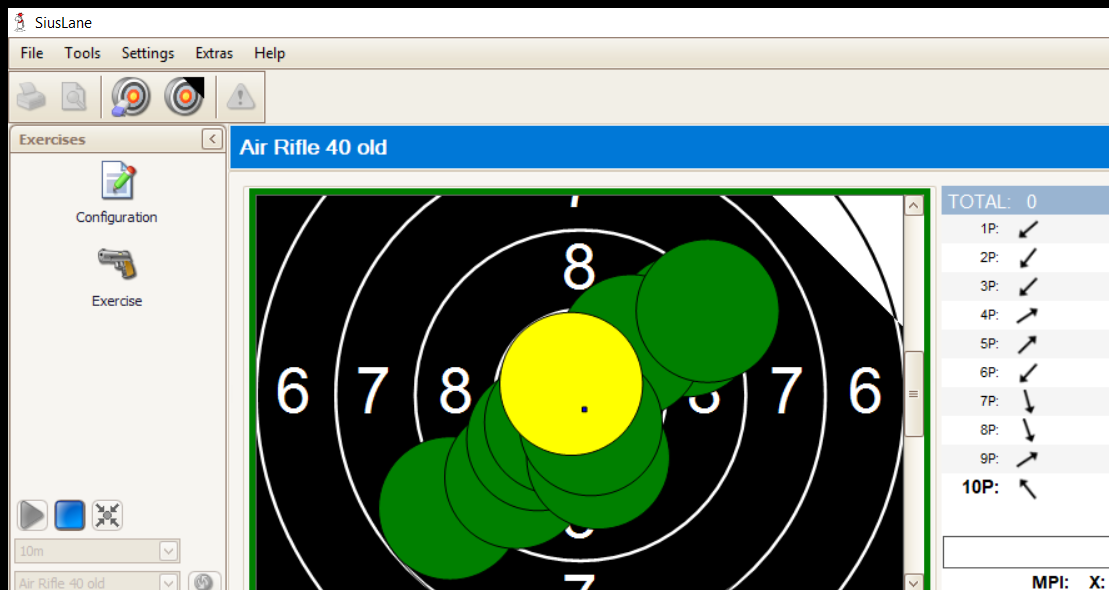 SiusLane
File Tools Settings Extras Help
Exercises
Air Rifle 40 old
Configuration
Exercise
10m
Air Rifle 40 old
7
8
6 7 8 8 7 6
8
7
TOTAL: 0
1P:
2P:
3P:
4P:
5P:
6P:
7P:
8P:
9P:
10P:
MPI: X: